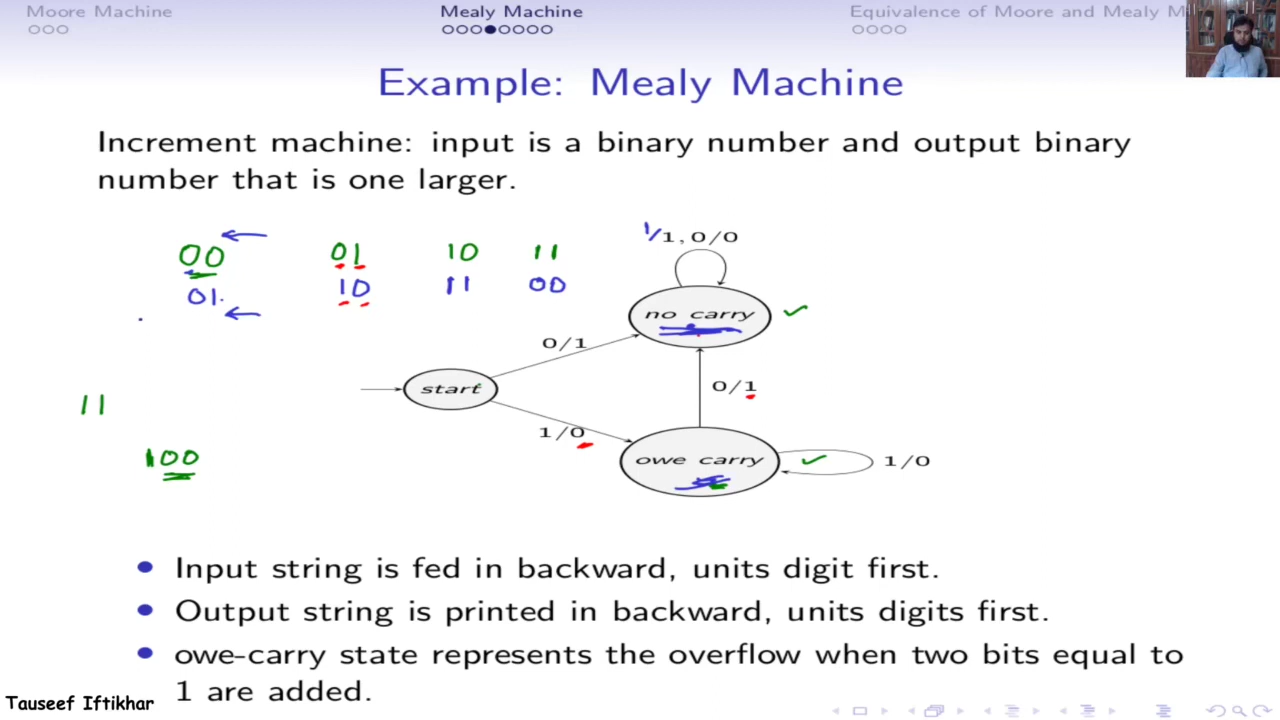 Moore Machine Mealy Machine Equivalence of Moore and Mealy M
Example: Mealy Machine
Increment machine: input is a binary number and output binary
number that is one larger.
00 01 10 11
01 10 11 00
1/1, 0/0
no carry
0/1
start
0/1
11
1/0
100
owe carry
1/0
Input string is fed in backward, units digit first.
Output string is printed in backward, units digits first.
owe-carry state represents the overflow when two bits equal to
1 are added.
Tauseef Iftikhar